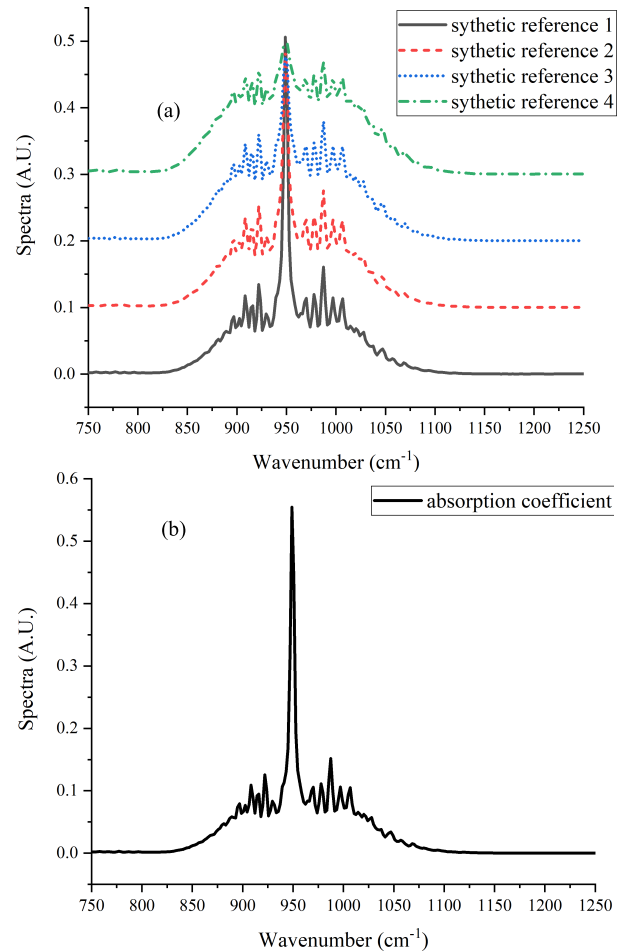 sythetic reference 1
sythetic reference 2
sythetic reference 3
sythetic reference 4
(a)
0.5
0.4
0.3
0.2
0.1
0.0
Spectra (A.U.)
750 800 850 900 950 1000 1050 1100 1150 1200 1250
Wavenumber (cm⁻¹)
absorption coefficient
(b)
0.6
0.5
0.4
0.3
0.2
0.1
0.0
Spectra (A.U.)
750 800 850 900 950 1000 1050 1100 1150 1200 1250
Wavenumber (cm⁻¹)